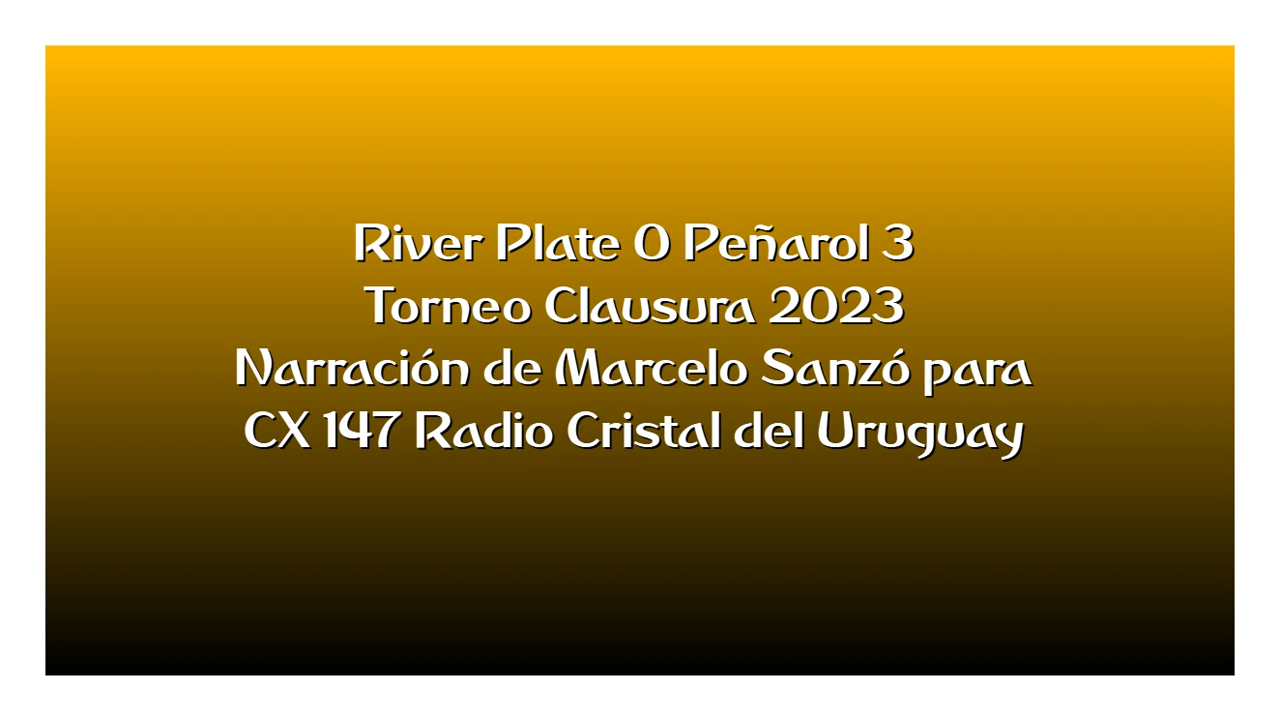 River Plate 0 Peñarol 3
Torneo Clausura 2023
Narración de Marcelo Sanzó para
CX 147 Radio Cristal del Uruguay